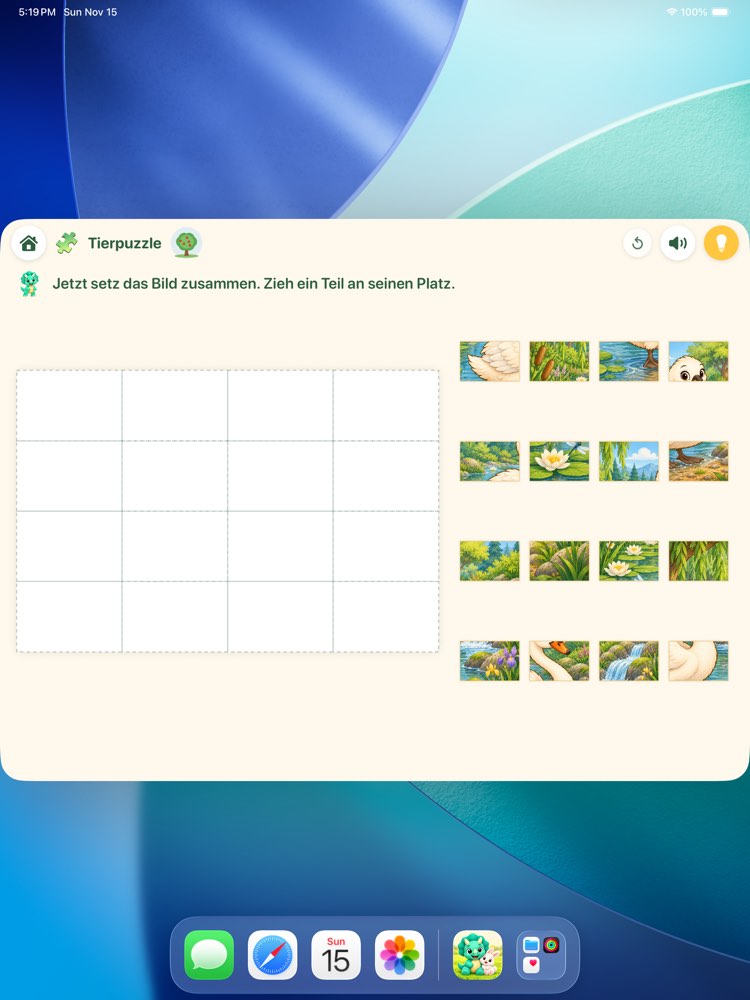 5:19 PM Sun Nov 15
100%
Tierpuzzle
Jetzt setz das Bild zusammen. Zieh ein Teil an seinen Platz.
Sun
15